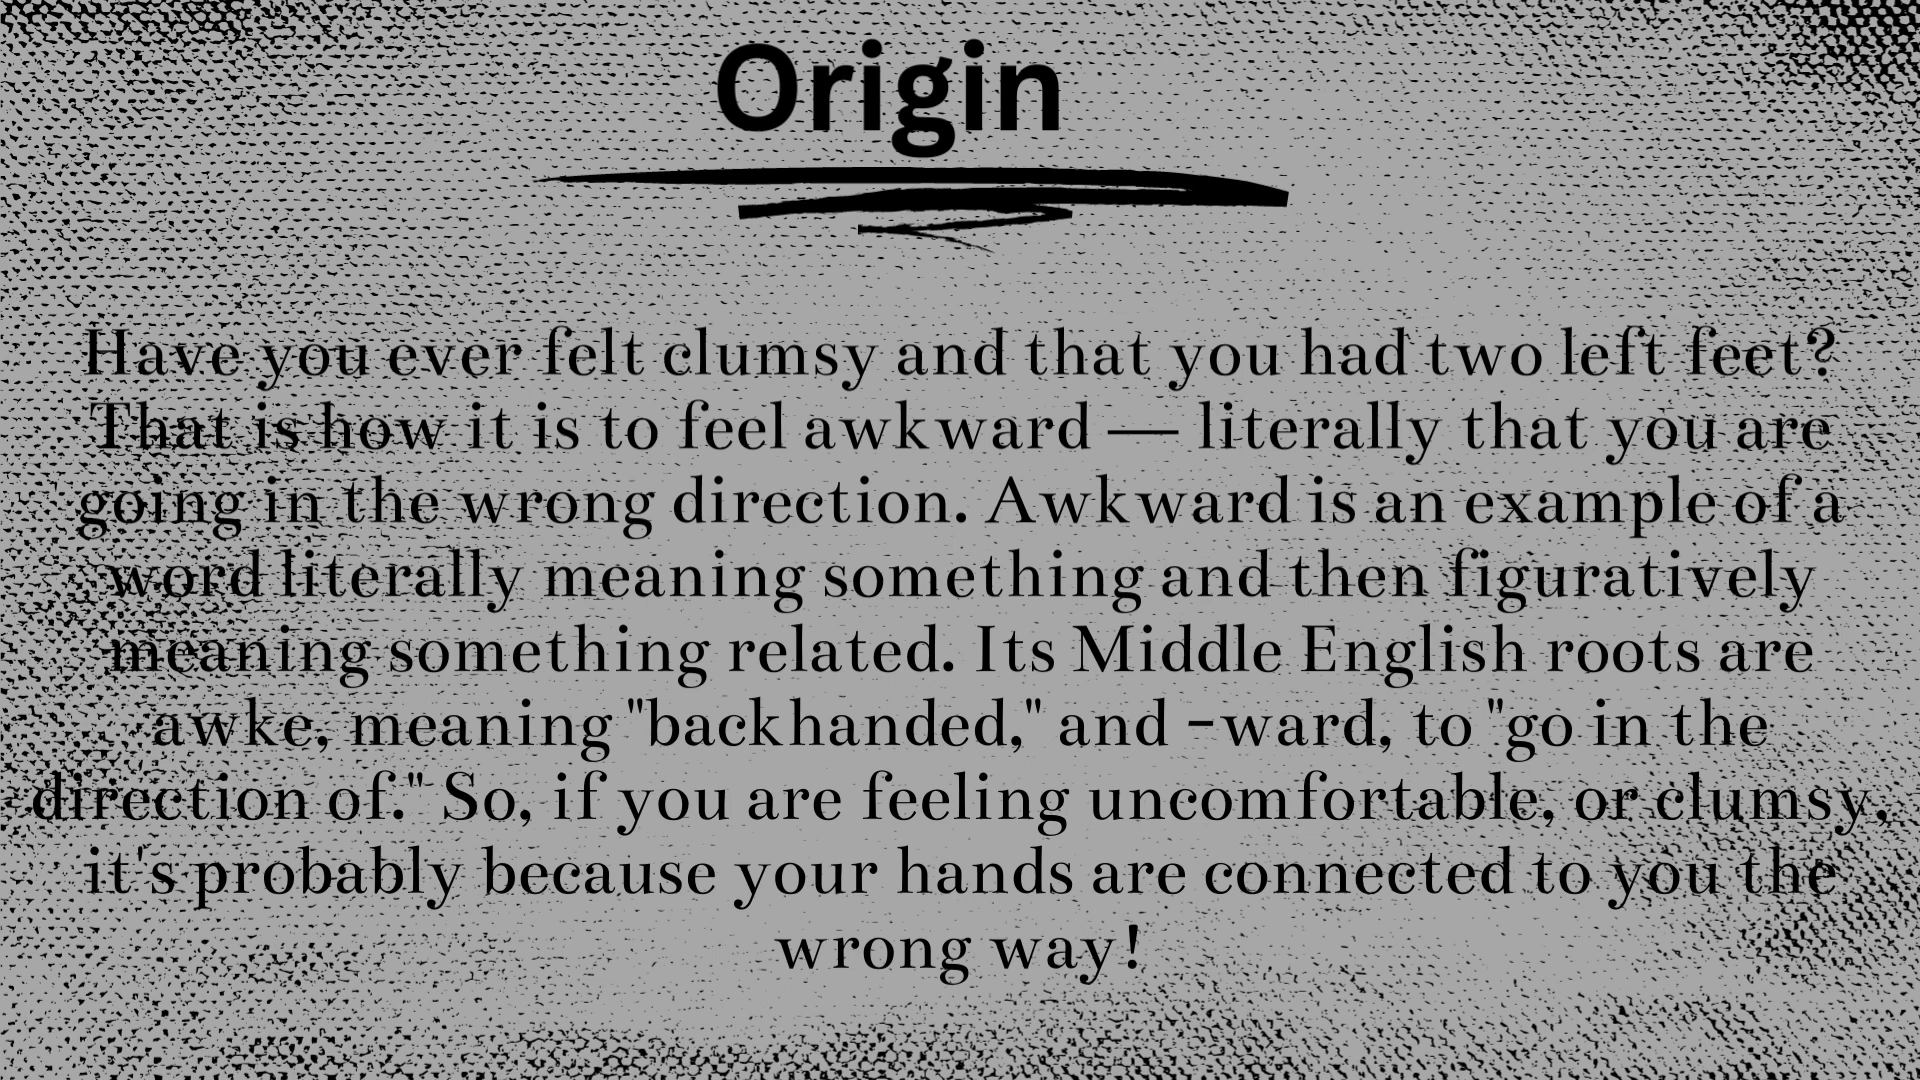 Origin
Have you ever felt clumsy and that you had two left feet?
That is how it is to feel awkward — literally that you are
going in the wrong direction. Awkward is an example of a
word literally meaning something and then figuratively
meaning something related. Its Middle English roots are
awke, meaning "backhanded," and -ward, to "go in the
direction of." So, if you are feeling uncomfortable, or clumsy,
it's probably because your hands are connected to you the
wrong way!